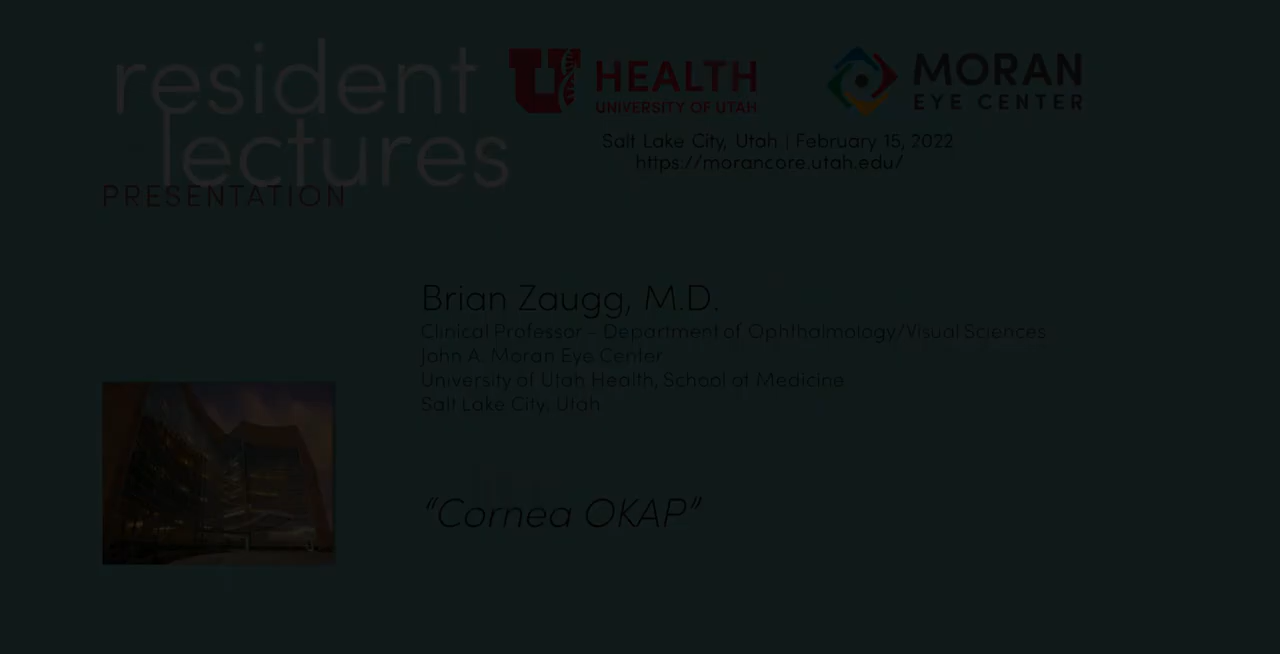 resident
lectures
PRESENTATION
U HEALTH
UNIVERSITY OF UTAH
MORAN
EYE CENTER
Salt Lake City, Utah | February 15, 2022
https://morancore.utah.edu/
Brian Zaugg, M.D.
Clinical Professor – Department of Ophthalmology/Visual Sciences
John A. Moran Eye Center
University of Utah Health, School of Medicine
Salt Lake City, Utah
“Cornea OKAP”